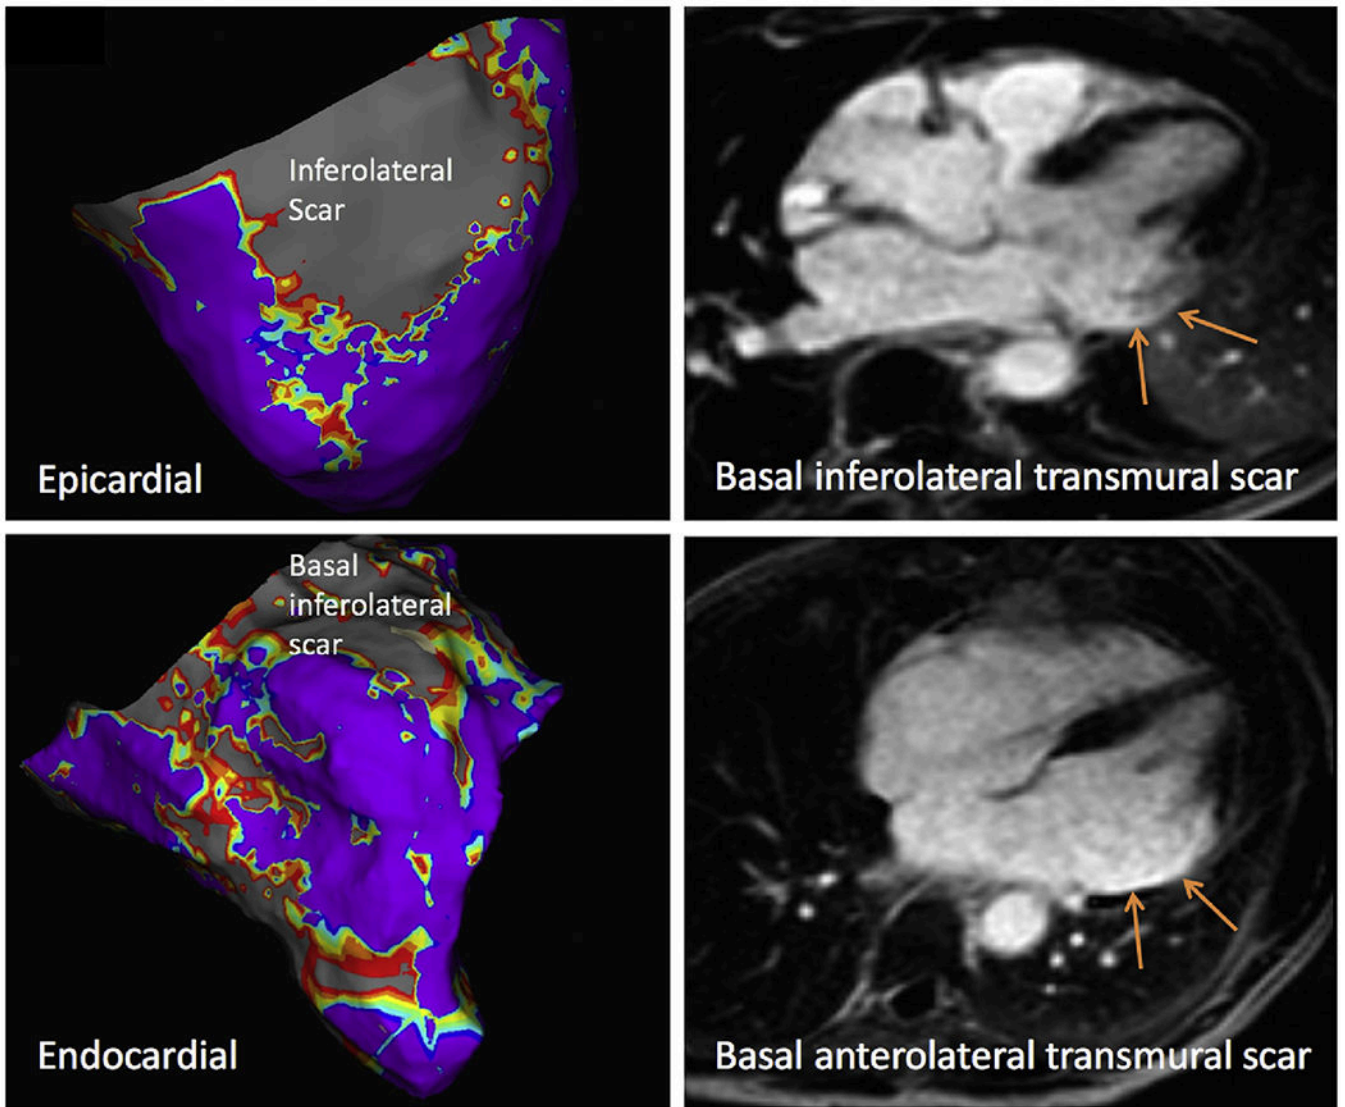 Inferolateral
Scar
Epicardial
Basal inferolateral transmural scar
Basal
inferolateral
scar
Endocardial
Basal anterolateral transmural scar